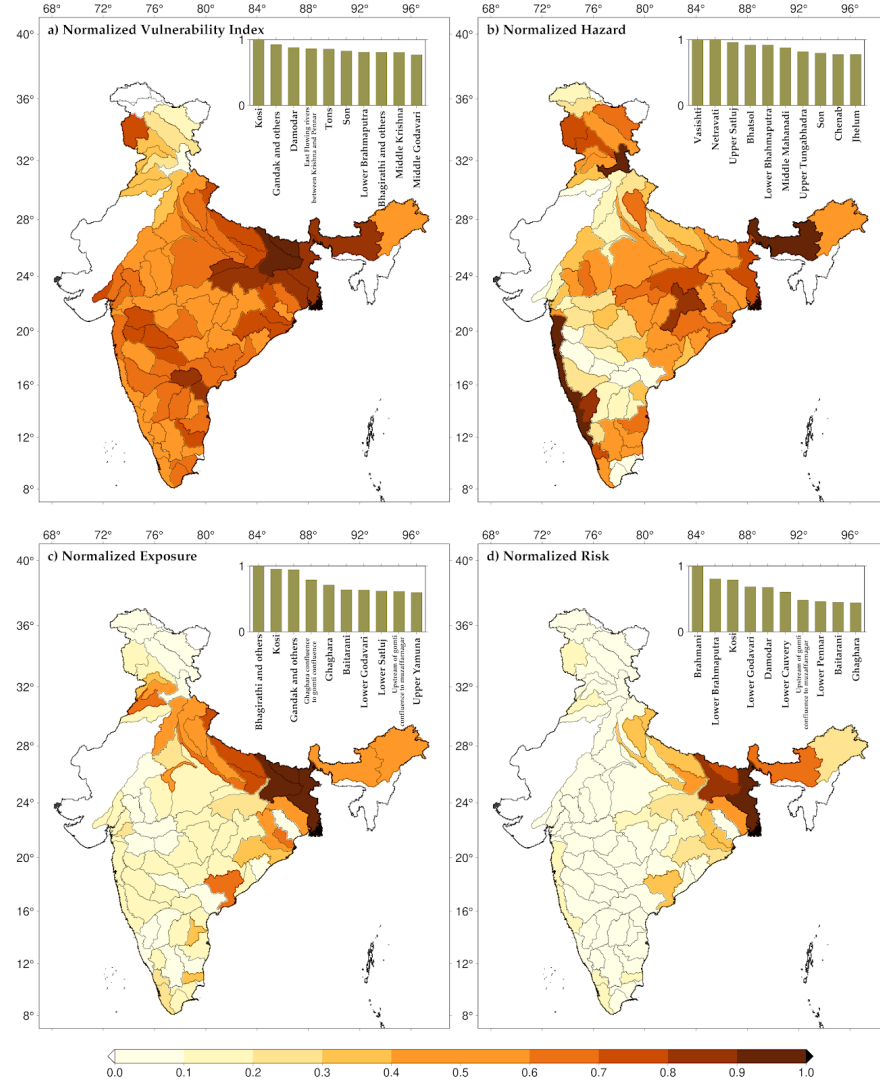 68° 72° 76° 80° 84° 88° 92° 96°
68° 72° 76° 80° 84° 88° 92° 96°
a) Normalized Vulnerability Index
1
0
Kosi
Gandak and others
Damodar
East Flowing rivers
between Krishna and Pennar
Tons
Son
Lower Brahmaputra
Bhagirathi and others
Middle Krishna
Middle Godavari
b) Normalized Hazard
1
0
Vasishti
Netravati
Upper Satluj
Bhatsol
Lower Bhahmaputra
Middle Mahanadi
Upper Tungabhadra
Son
Chenab
Jhelum
40°
36°
32°
28°
24°
20°
16°
12°
8°
40°
36°
32°
28°
24°
20°
16°
12°
8°
68° 72° 76° 80° 84° 88° 92° 96°
68° 72° 76° 80° 84° 88° 92° 96°
c) Normalized Exposure
1
0
Bhagirathi and others
Kosi
Gandak and others
Ghaghara confluence
to gomti confluence
Ghaghara
Baitarani
Lower Godavari
Lower Satluj
Upstream of gomti
confluence to muzaffarnagar
Upper Yamuna
d) Normalized Risk
1
0
Brahmani
Lower Brahmaputra
Kosi
Lower Godavari
Damodar
Lower Cauvery
Upstream of gomti
confluence to muzaffarnagar
Lower Pennar
Baitarani
Ghaghara
40°
36°
32°
28°
24°
20°
16°
12°
8°
40°
36°
32°
28°
24°
20°
16°
12°
8°
0.0 0.1 0.2 0.3 0.4 0.5 0.6 0.7 0.8 0.9 1.0